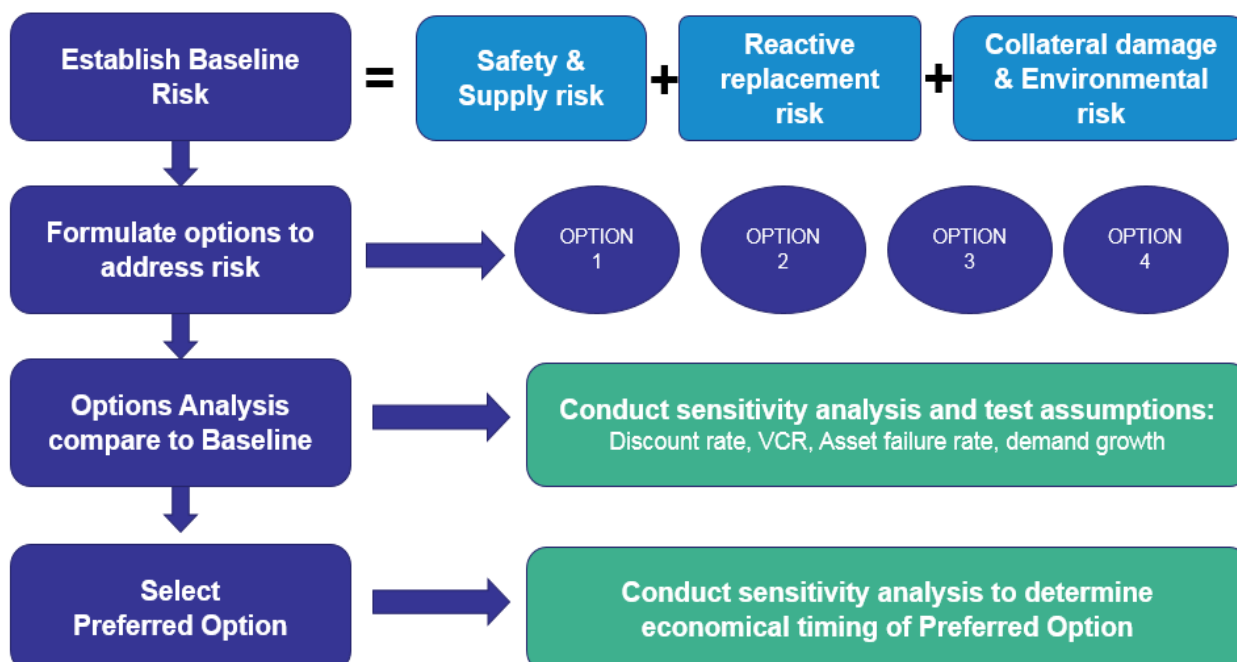 Establish Baseline
Risk
=
Safety &
Supply risk
+
Reactive
replacement
risk
+
Collateral damage
& Environmental
risk
Formulate options to
address risk
OPTION
1
OPTION
2
OPTION
3
OPTION
4
Options Analysis
compare to Baseline
Conduct sensitivity analysis and test assumptions:
Discount rate, VCR, Asset failure rate, demand growth
Select
Preferred Option
Conduct sensitivity analysis to determine
economical timing of Preferred Option